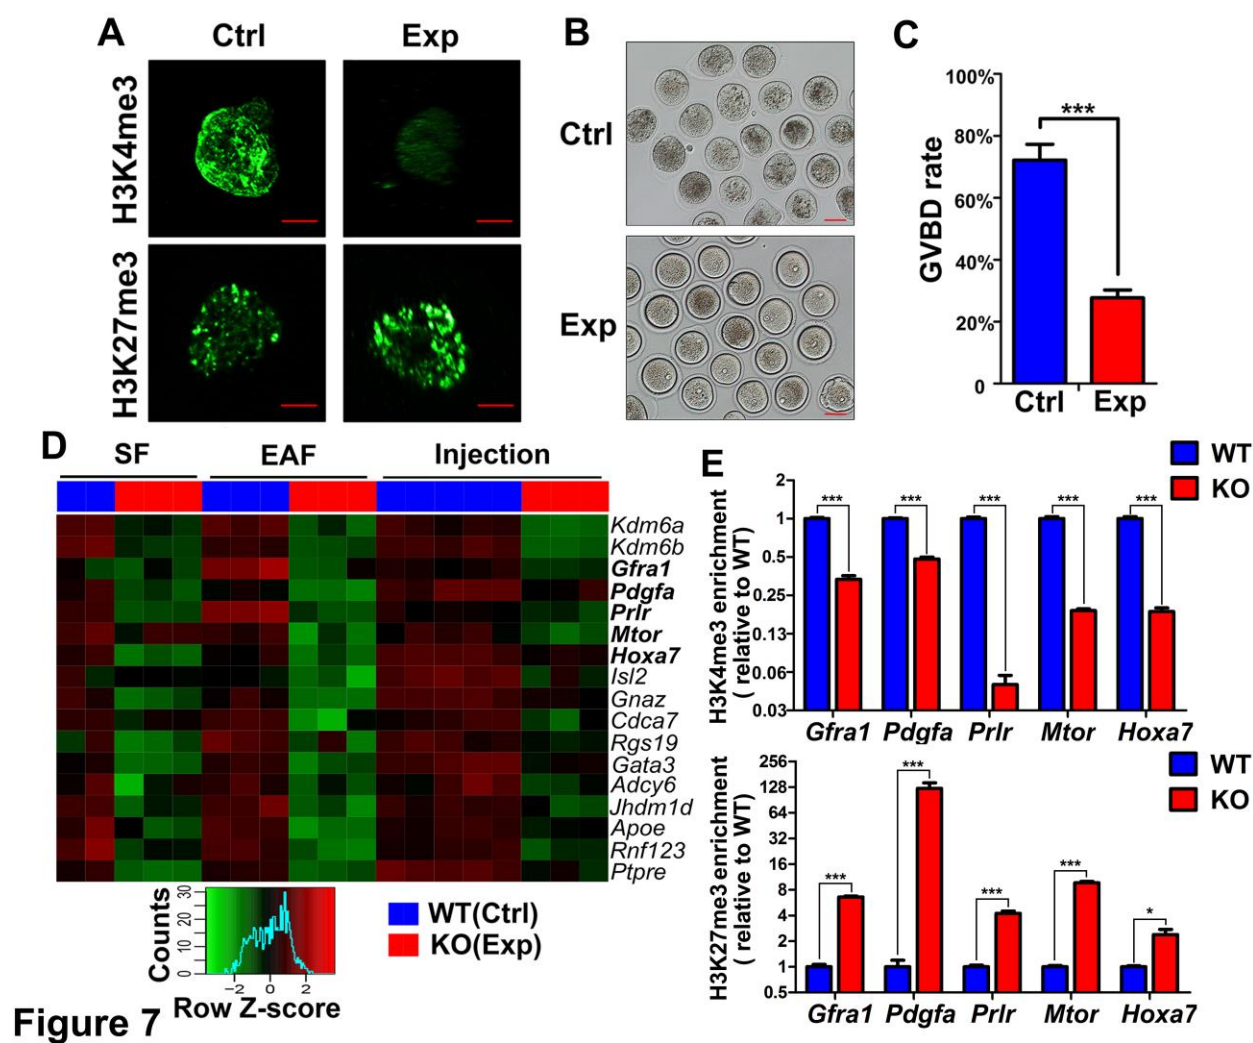 A
Ctrl
Exp
H3K4me3
H3K27me3
B
Ctrl
Exp
C
GVBD rate
100%
80%
60%
40%
20%
0
***
Ctrl
Exp
D
SF
EAF
Injection
Kdm6a
Kdm6b
Gfra1
Pdgfa
Prlr
Mtor
Hoxa7
Isl2
Gnaz
Cdca7
Rgs19
Gata3
Adcy6
Jhdm1d
Apoe
Rnf123
Ptpre
Counts
0 10 20 30
-2 0 2
Row Z-score
WT(Ctrl)
KO(Exp)
E
WT
KO
H3K4me3 enrichment
( relative to WT)
2
1
0.5
0.25
0.13
0.06
0.03
*** *** *** *** ***
Gfra1 Pdgfa Prlr Mtor Hoxa7
WT
KO
H3K27me3 enrichment
( relative to WT)
256
128
64
32
16
8
4
2
1
0.5
*** *** *** *** *
Gfra1 Pdgfa Prlr Mtor Hoxa7
Figure 7